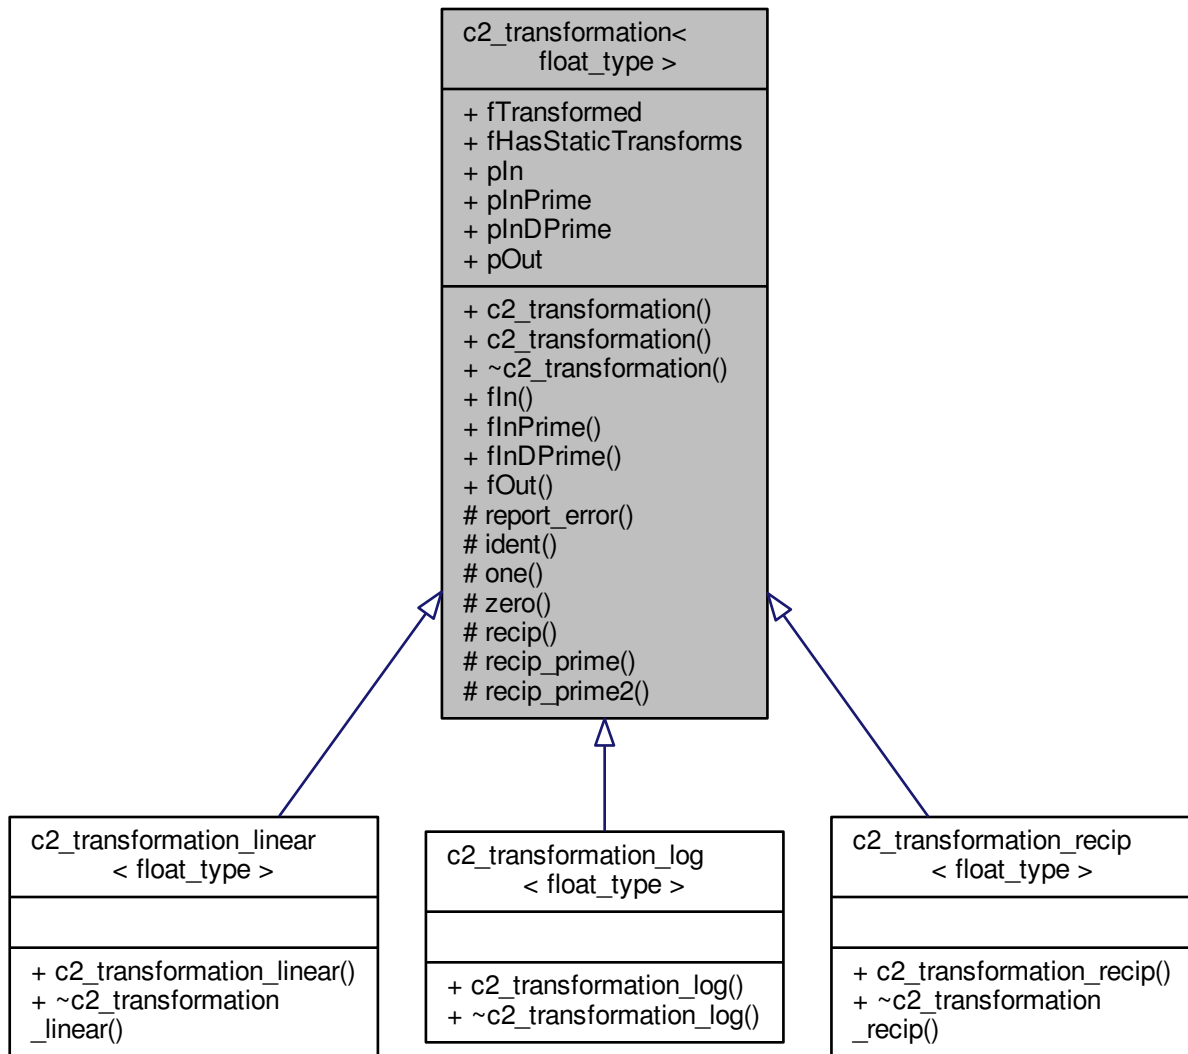 c2_transformation<
float_type >
+ fTransformed
+ fHasStaticTransforms
+ pIn
+ pInPrime
+ pInDPrime
+ pOut
+ c2_transformation()
+ c2_transformation()
+ ~c2_transformation()
+ fIn()
+ fInPrime()
+ fInDPrime()
+ fOut()
# report_error()
# ident()
# one()
# zero()
# recip()
# recip_prime()
# recip_prime2()
c2_transformation_linear
< float_type >
+ c2_transformation_linear()
+ ~c2_transformation
_linear()
c2_transformation_log
< float_type >
+ c2_transformation_log()
+ ~c2_transformation_log()
c2_transformation_recip
< float_type >
+ c2_transformation_recip()
+ ~c2_transformation
_recip()